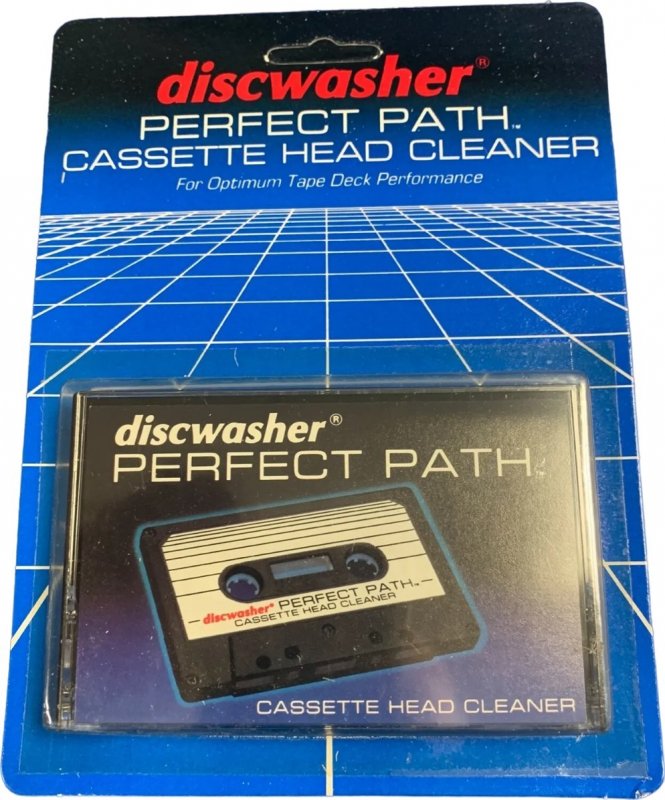 discwasher®
PERFECT PATH™
CASSETTE HEAD CLEANER
For Optimum Tape Deck Performance
discwasher®
PERFECT PATH™
discwasher® PERFECT PATH™
CASSETTE HEAD CLEANER
CASSETTE HEAD CLEANER